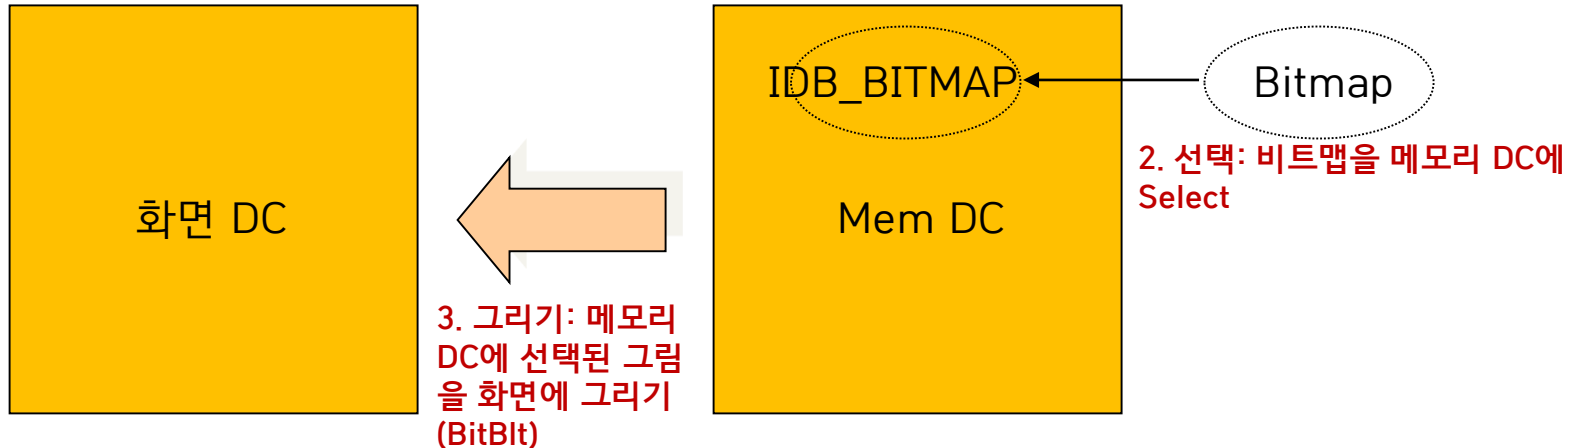 화면 DC
3. 그리기: 메모리
DC에 선택된 그림
을 화면에 그리기
(BitBlt)
IDB_BITMAP
Mem DC
Bitmap
2. 선택: 비트맵을 메모리 DC에
Select